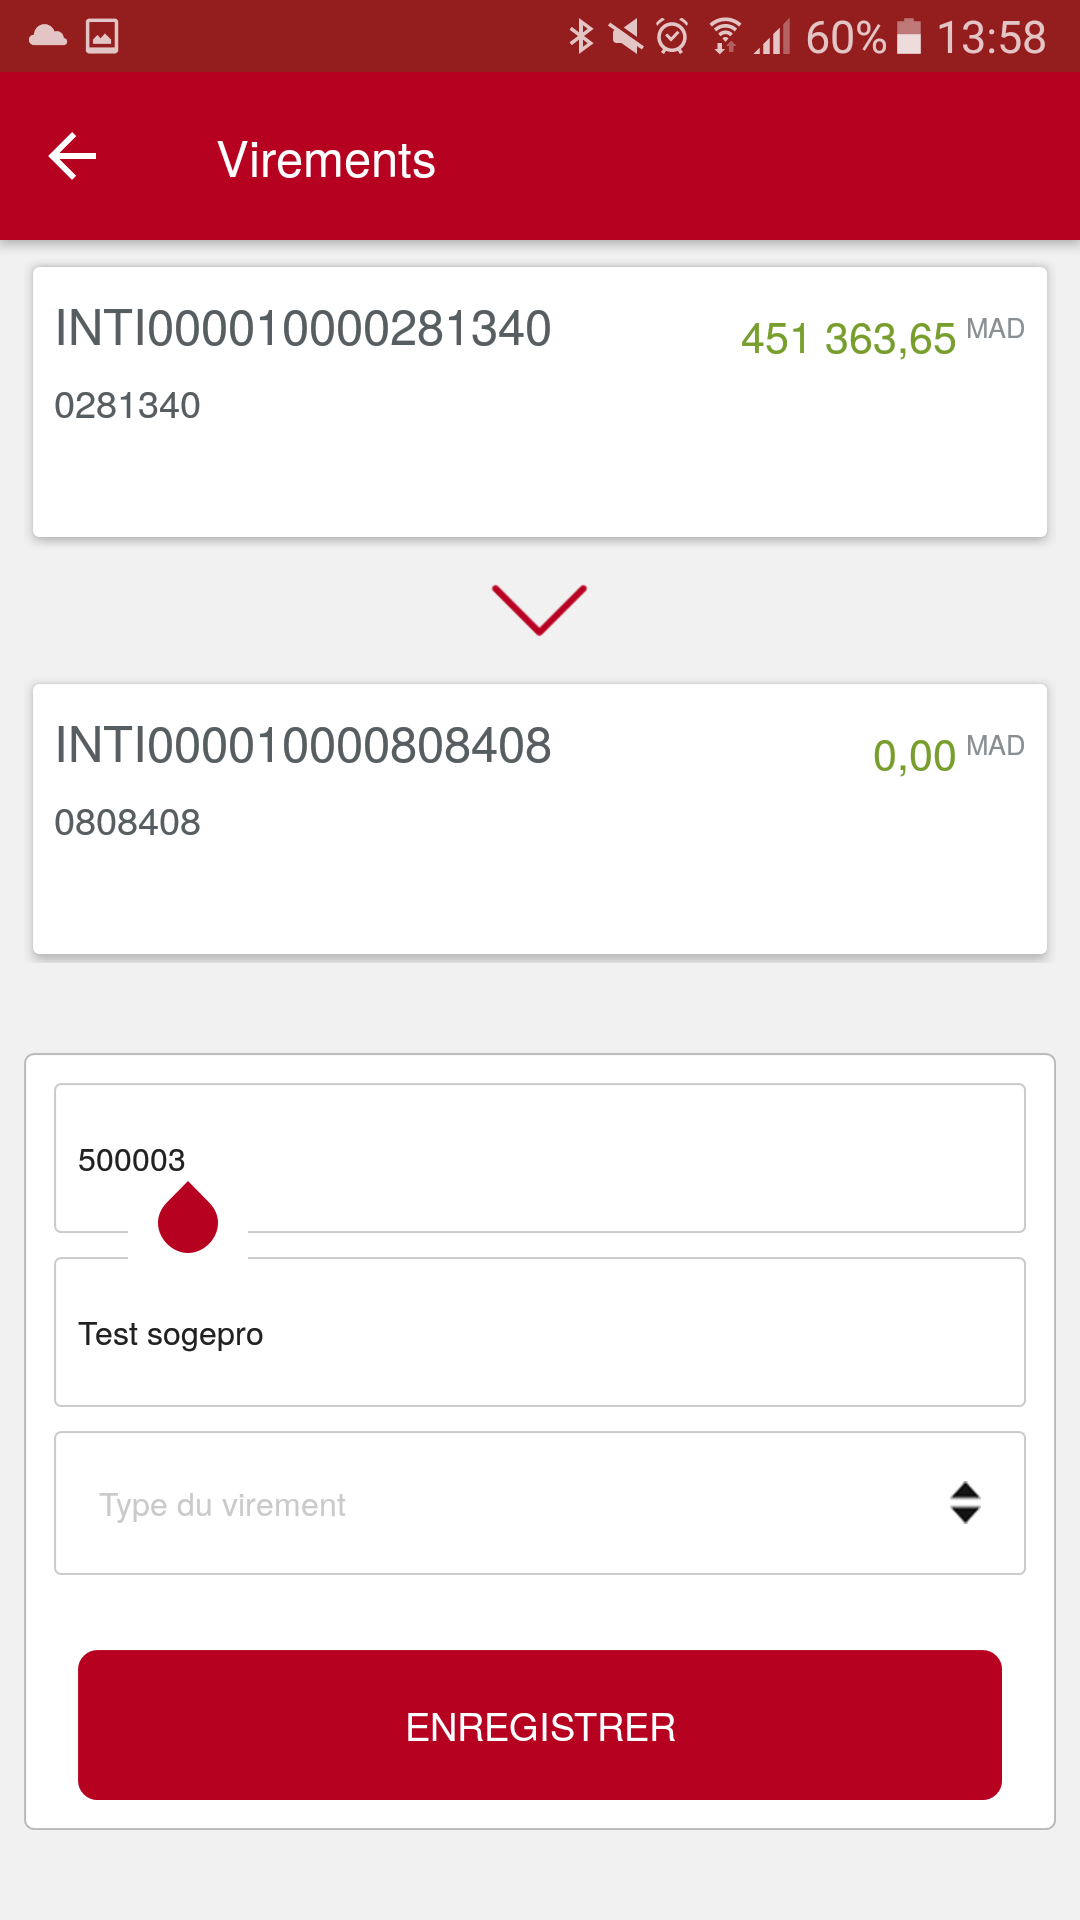 60% 13:58
Virements
INTI000010000281340
451 363,65 MAD
0281340
INTI000010000808408
0,00 MAD
0808408
500003
Test sogepro
Type du virement
ENREGISTRER